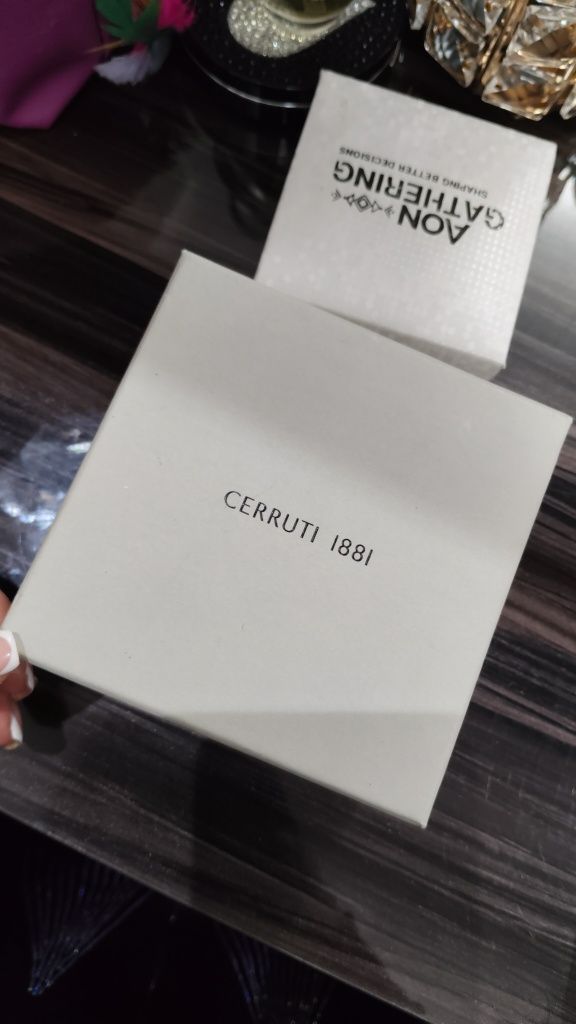 AON
GATHERING
SHAPING BETTER DECISIONS
CERRUTI 1881